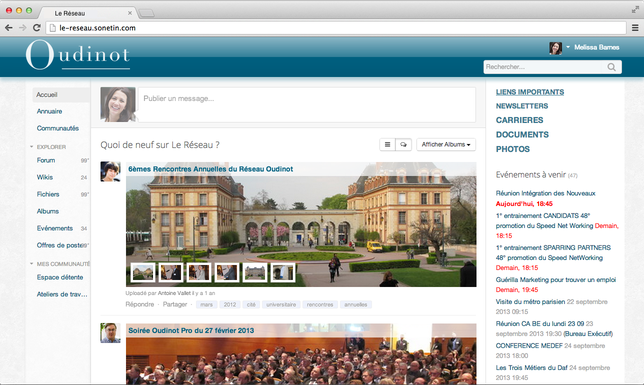 Le Réseau
le-reseau.sonetin.com
Oudinot
Melissa Barnes
Rechercher...
Accueil
Annuaire
Communautés
EXPLORER
Forum 99+
Wikis 24
Fichiers 99+
Albums
Evénements 34
Offres de postes 99+
MES COMMUNAUTÉ
Espace détente
Ateliers de trav...
Publier un message...
Quoi de neuf sur Le Réseau ?
Afficher Albums
6èmes Rencontres Annuelles du Réseau Oudinot
Uploadé par Antoine Vallet il y a 1 an
Répondre · Partager · mars 2012 cité universitaire rencontres annuelles
Soirée Oudinot Pro du 27 février 2013
LIENS IMPORTANTS
NEWSLETTERS
CARRIERES
DOCUMENTS
PHOTOS
Evénements à venir (47)
Réunion Intégration des Nouveaux
Aujourd'hui, 18:45
1° entrainement CANDIDATS 48°
promotion du Speed Net Working Demain,
18:15
1° entrainement SPARRING PARTNERS
48° promotion du Speed NetWorking
Demain, 18:15
Guérilla Marketing pour trouver un emploi
Demain, 19:45
Visite du métro parisien 22 septembre
2013 09:15
Réunion CA BE du lundi 23 09 23
septembre 2013 19:30 (Bureau Exécutif)
CONFERENCE MEDEF 24 septembre
2013 18:00
Les Trois Métiers du Daf 24 septembre